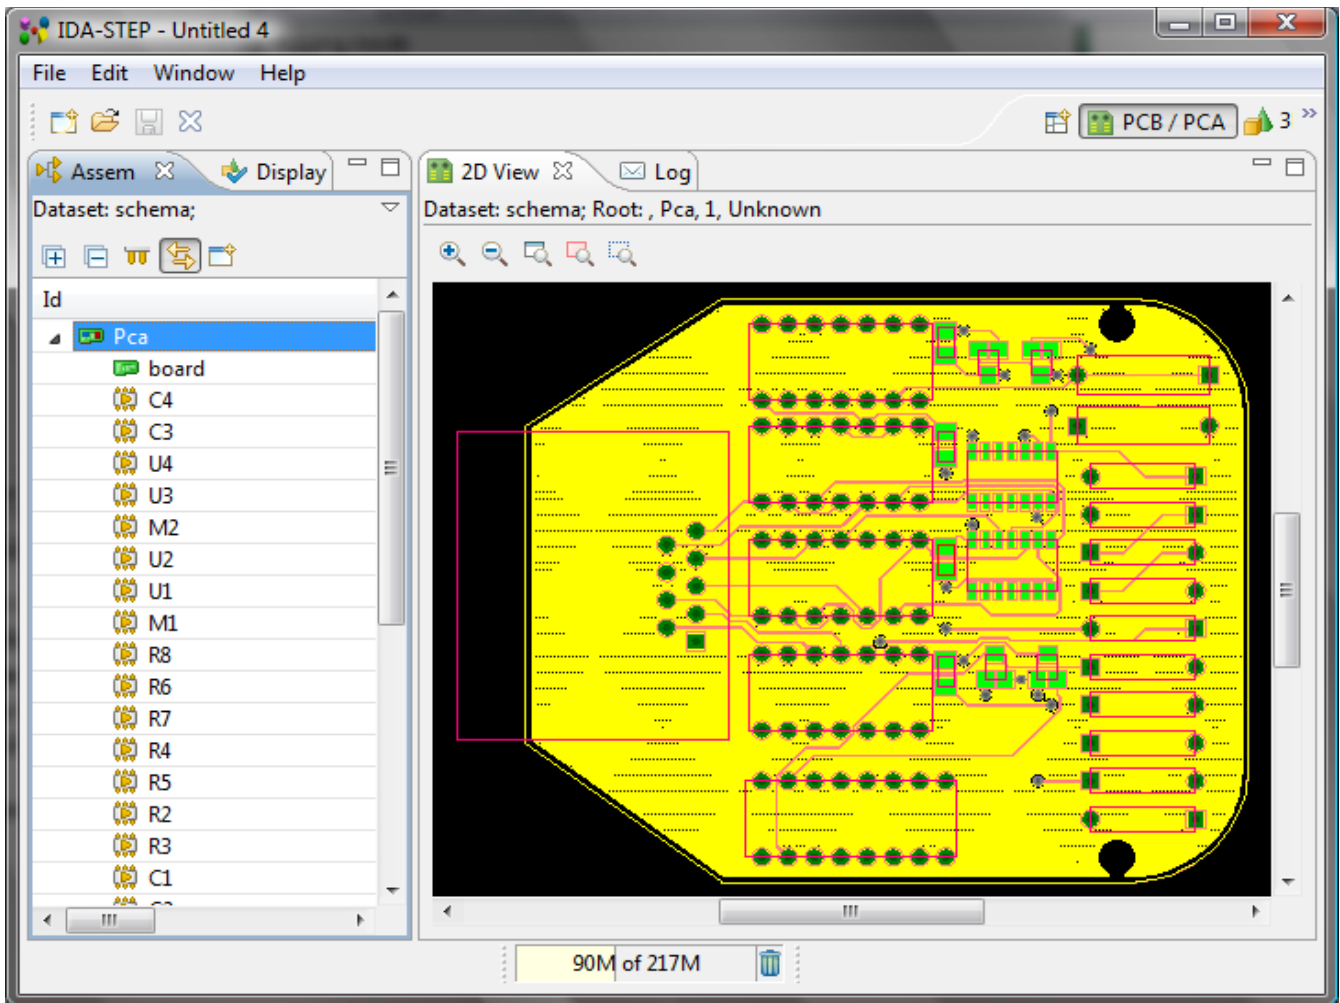 IDA-STEP - Untitled 4
File Edit Window Help
PCB / PCA 3
Assem Display
2D View Log
Dataset: schema;
Dataset: schema; Root: , Pca, 1, Unknown
Id
Pca
board
C4
C3
U4
U3
M2
U2
U1
M1
R8
R6
R7
R4
R5
R2
R3
C1
90M of 217M